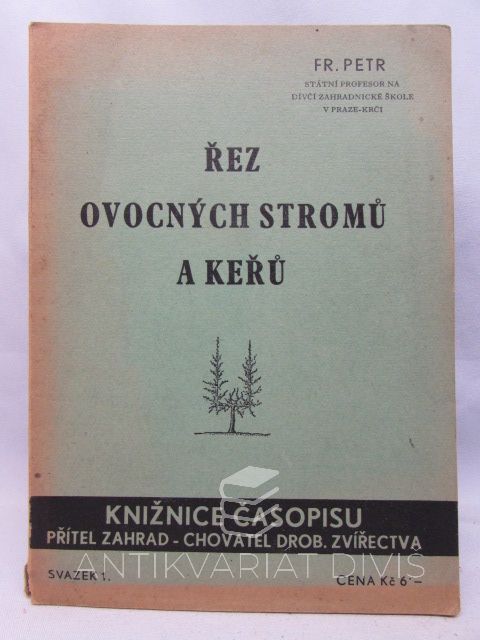 FR. PETR
STÁTNÍ PROFESOR NA
DÍVČÍ ZAHRADNICKÉ ŠKOLE
V PRAZE-KRČI
ŘEZ
OVOCNÝCH STROMŮ
A KEŘŮ
KNIŽNICE ČASOPISU
PŘÍTEL ZAHRAD - CHOVATEL DROB. ZVÍŘECTVA
ANTIKVARIÁT DIVIŠ
SVAZEK 1.
CENA Kč 6·—